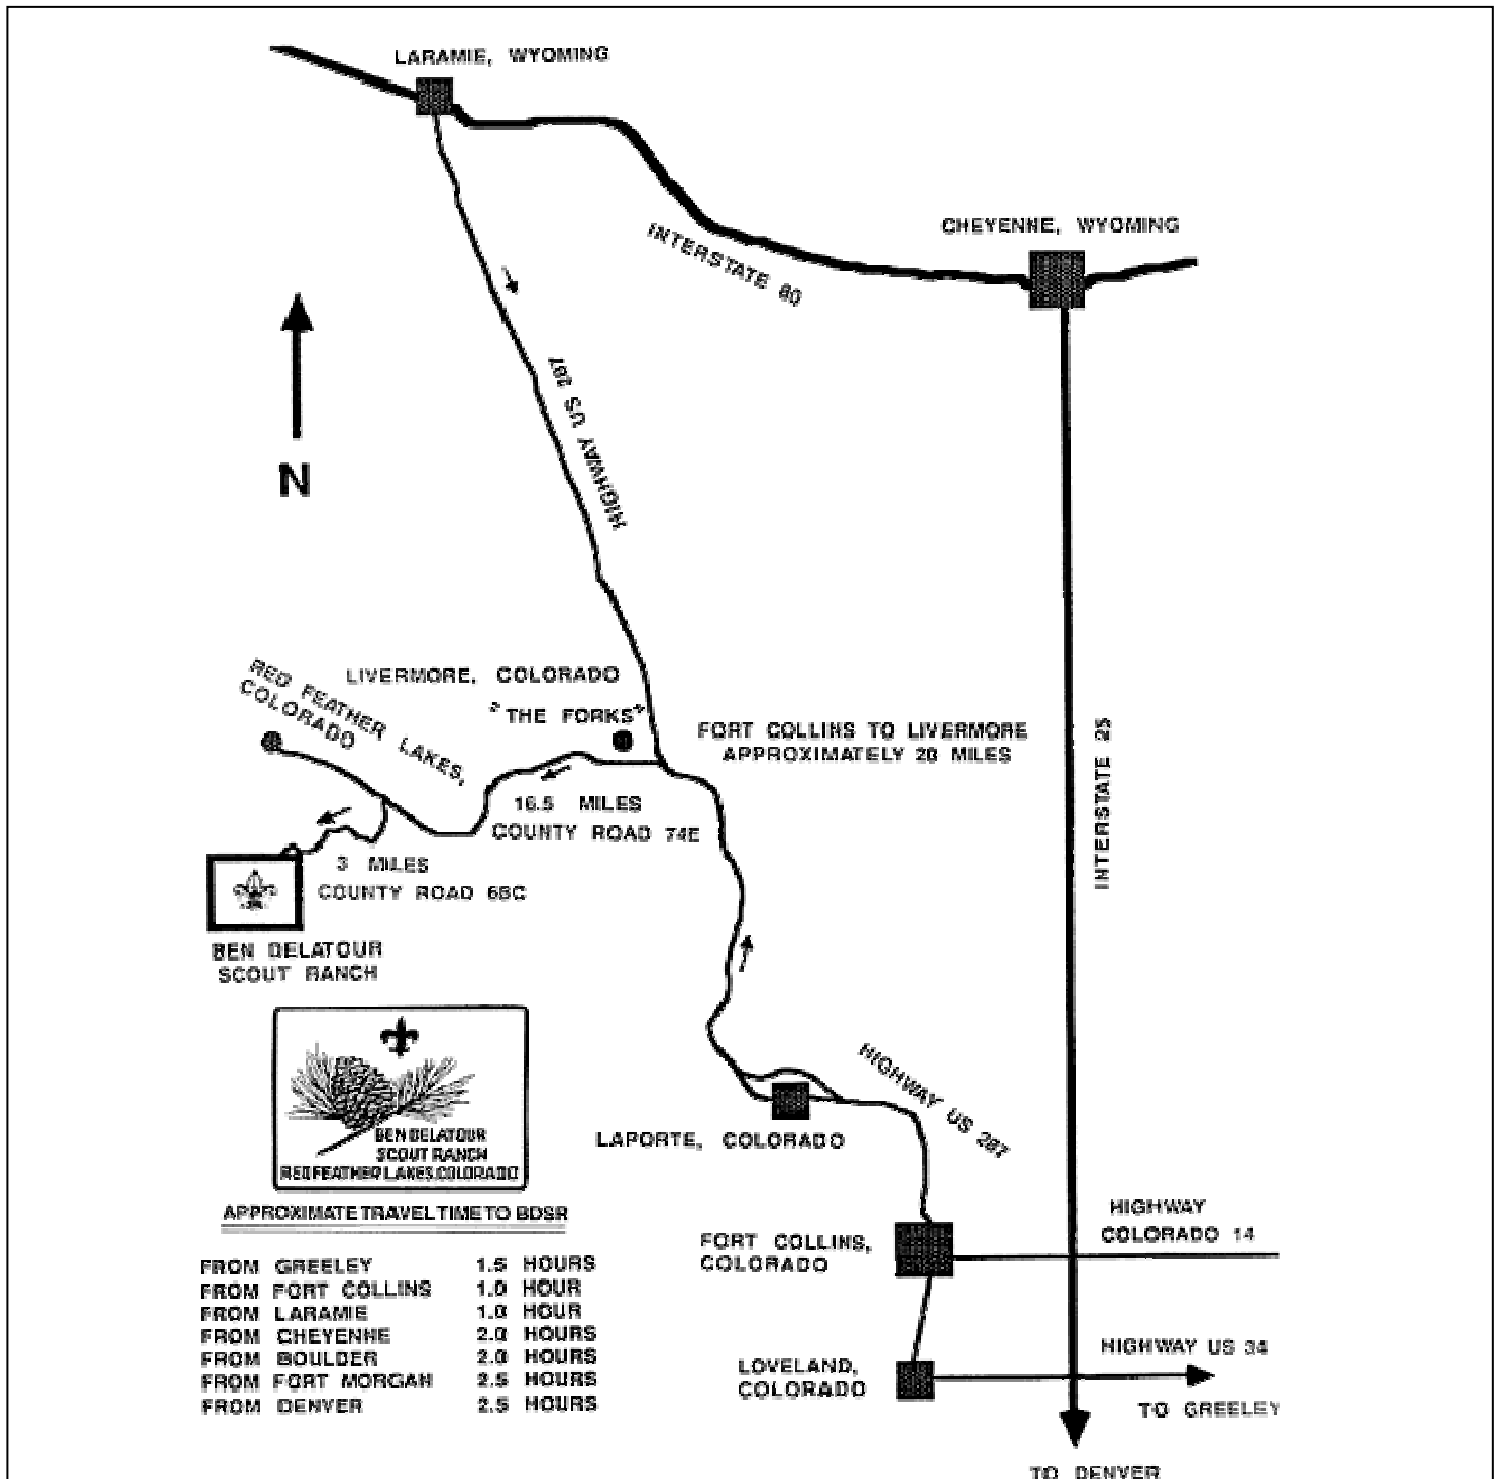 LARAMIE, WYOMING
CHEYENNE, WYOMING
INTERSTATE 80
HIGHWAY US 287
N
RED FEATHER LAKES,
COLORADO
LIVERMORE, COLORADO
"THE FORKS"
FORT COLLINS TO LIVERMORE
APPROXIMATELY 20 MILES
INTERSTATE 25
16.5 MILES
COUNTY ROAD 74E
3 MILES
COUNTY ROAD 68C
BEN DELATOUR
SCOUT RANCH
BEN DELATOUR
SCOUT RANCH
RED FEATHER LAKES, COLORADO
HIGHWAY US 287
LAPORTE, COLORADO
APPROXIMATE TRAVEL TIME TO BDSR
FROM GREELEY 1.5 HOURS
FROM FORT COLLINS 1.0 HOUR
FROM LARAMIE 1.0 HOUR
FROM CHEYENNE 2.0 HOURS
FROM BOULDER 2.0 HOURS
FROM FORT MORGAN 2.5 HOURS
FROM DENVER 2.5 HOURS
FORT COLLINS,
COLORADO
HIGHWAY
COLORADO 14
LOVELAND,
COLORADO
HIGHWAY US 34
TO GREELEY
TO DENVER